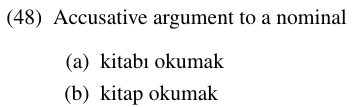 (48) Accusative argument to a nominal
(a) kitabı okumak
(b) kitap okumak